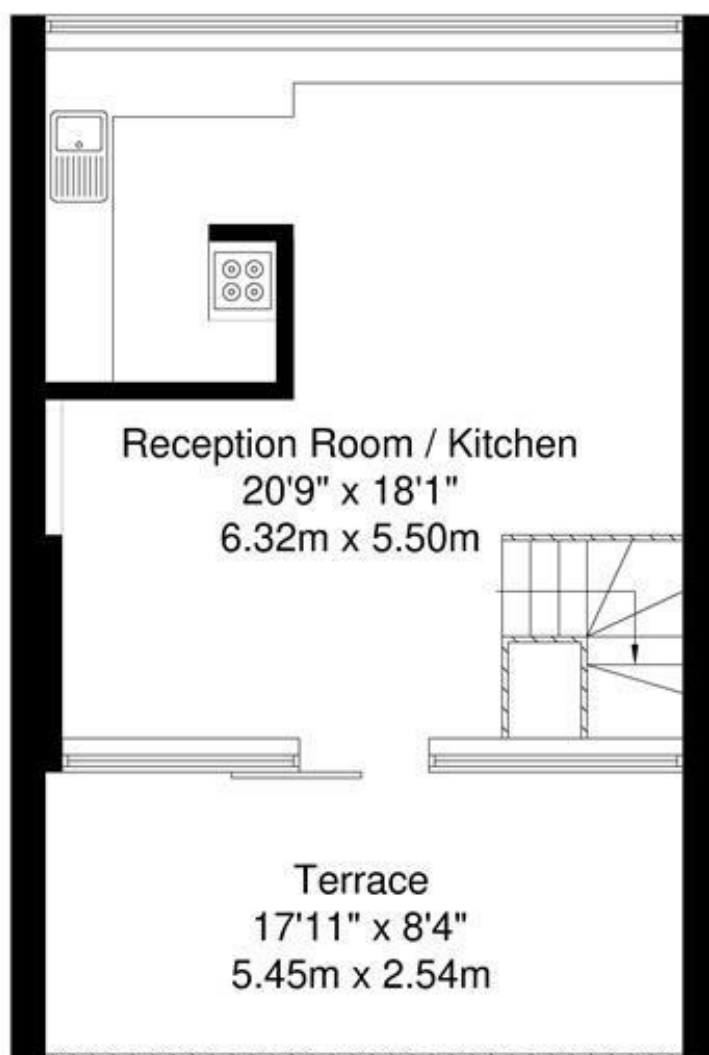 Reception Room / Kitchen
20'9" x 18'1"
6.32m x 5.50m
Terrace
17'11" x 8'4"
5.45m x 2.54m